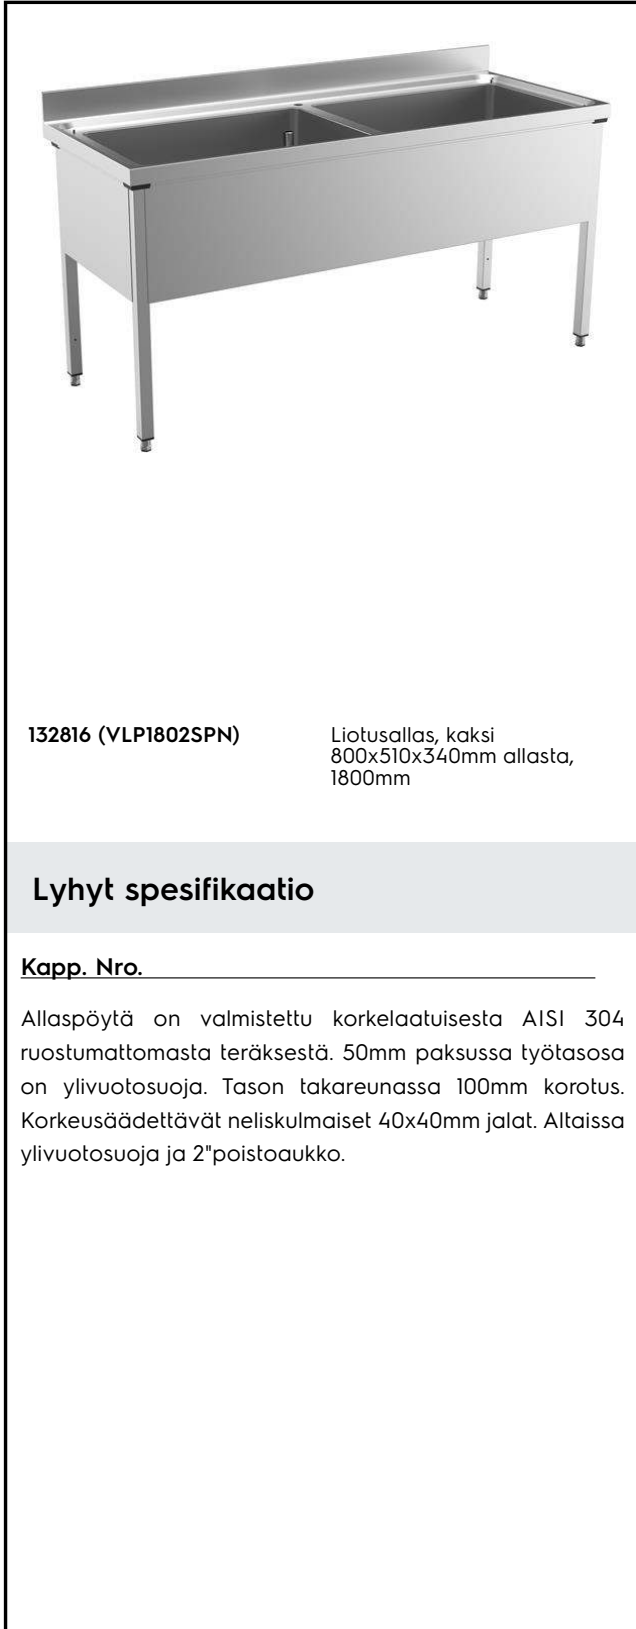 132816 (VLP1802SPN)
Liotusallas, kaksi
800x510x340mm allasta,
1800mm
Lyhyt spesifikaatio
Kapp. Nro.
Allaspöytä on valmistettu korkelaatuisesta AISI 304
ruostumattomasta teräksestä. 50mm paksussa työtasosa
on ylivuotosuoja. Tason takareunassa 100mm korotus.
Korkeusäädettävät neliskulmaiset 40x40mm jalat. Altaissa
ylivuotosuoja ja 2"poistoaukko.